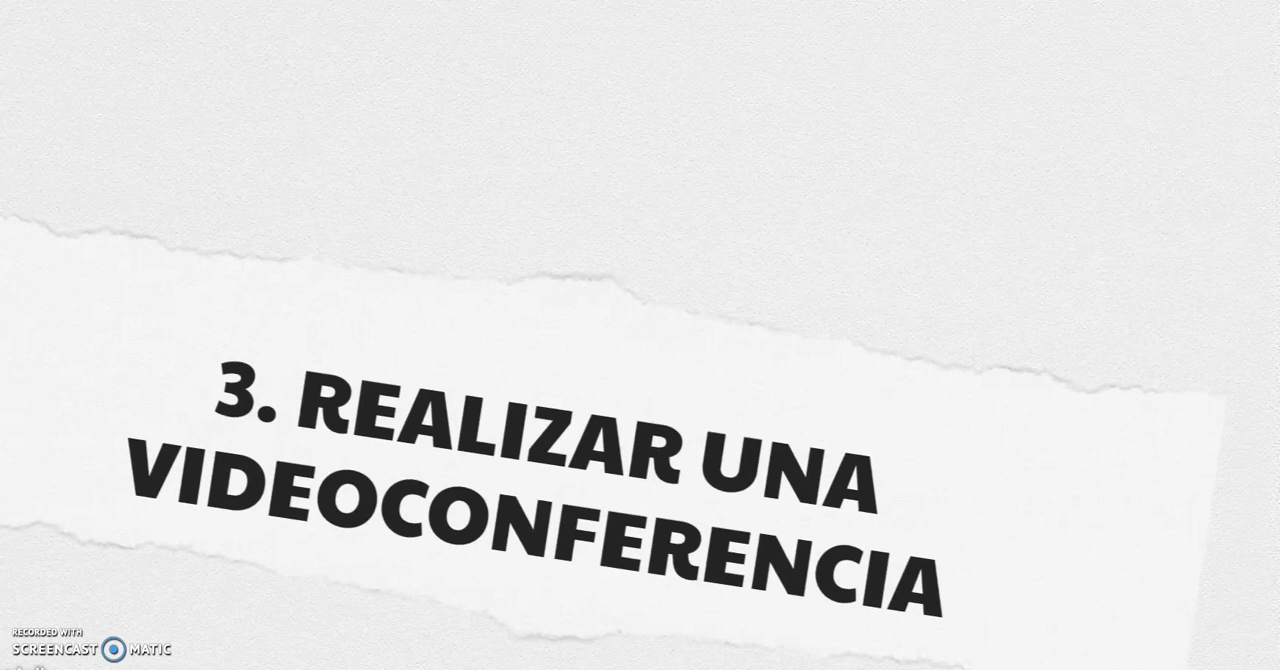 3. REALIZAR UNA
VIDEOCONFERENCIA
RECORDED WITH
SCREENCAST MATIC